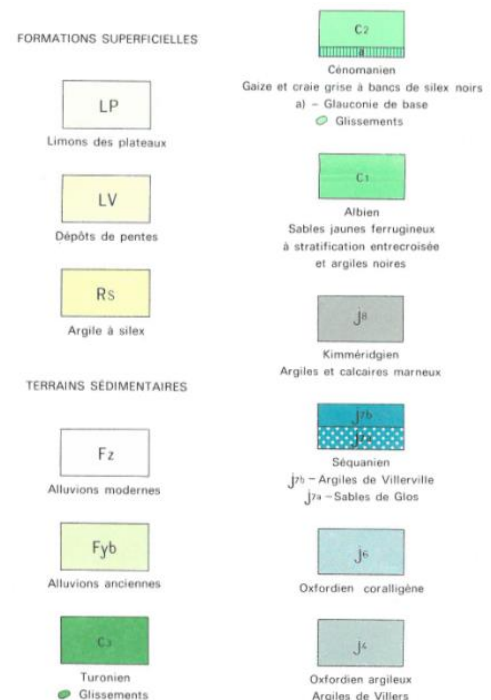 FORMATIONS SUPERFICIELLES
LP
Limons des plateaux
LV
Dépôts de pentes
Rs
Argile à silex
TERRAINS SÉDIMENTAIRES
Fz
Alluvions modernes
Fyb
Alluvions anciennes
C3
Turonien
Glissements
C2
a
Cénomanien
Gaize et craie grise à bancs de silex noirs
a) – Glauconie de base
Glissements
C1
Albien
Sables jaunes ferrugineux
à stratification entrecroisée
et argiles noires
j8
Kimméridgien
Argiles et calcaires marneux
j7b
j7a
Séquanien
j7b – Argiles de Villerville
j7a – Sables de Glos
j6
Oxfordien coralligène
j4
Oxfordien argileux
Argiles de Villers